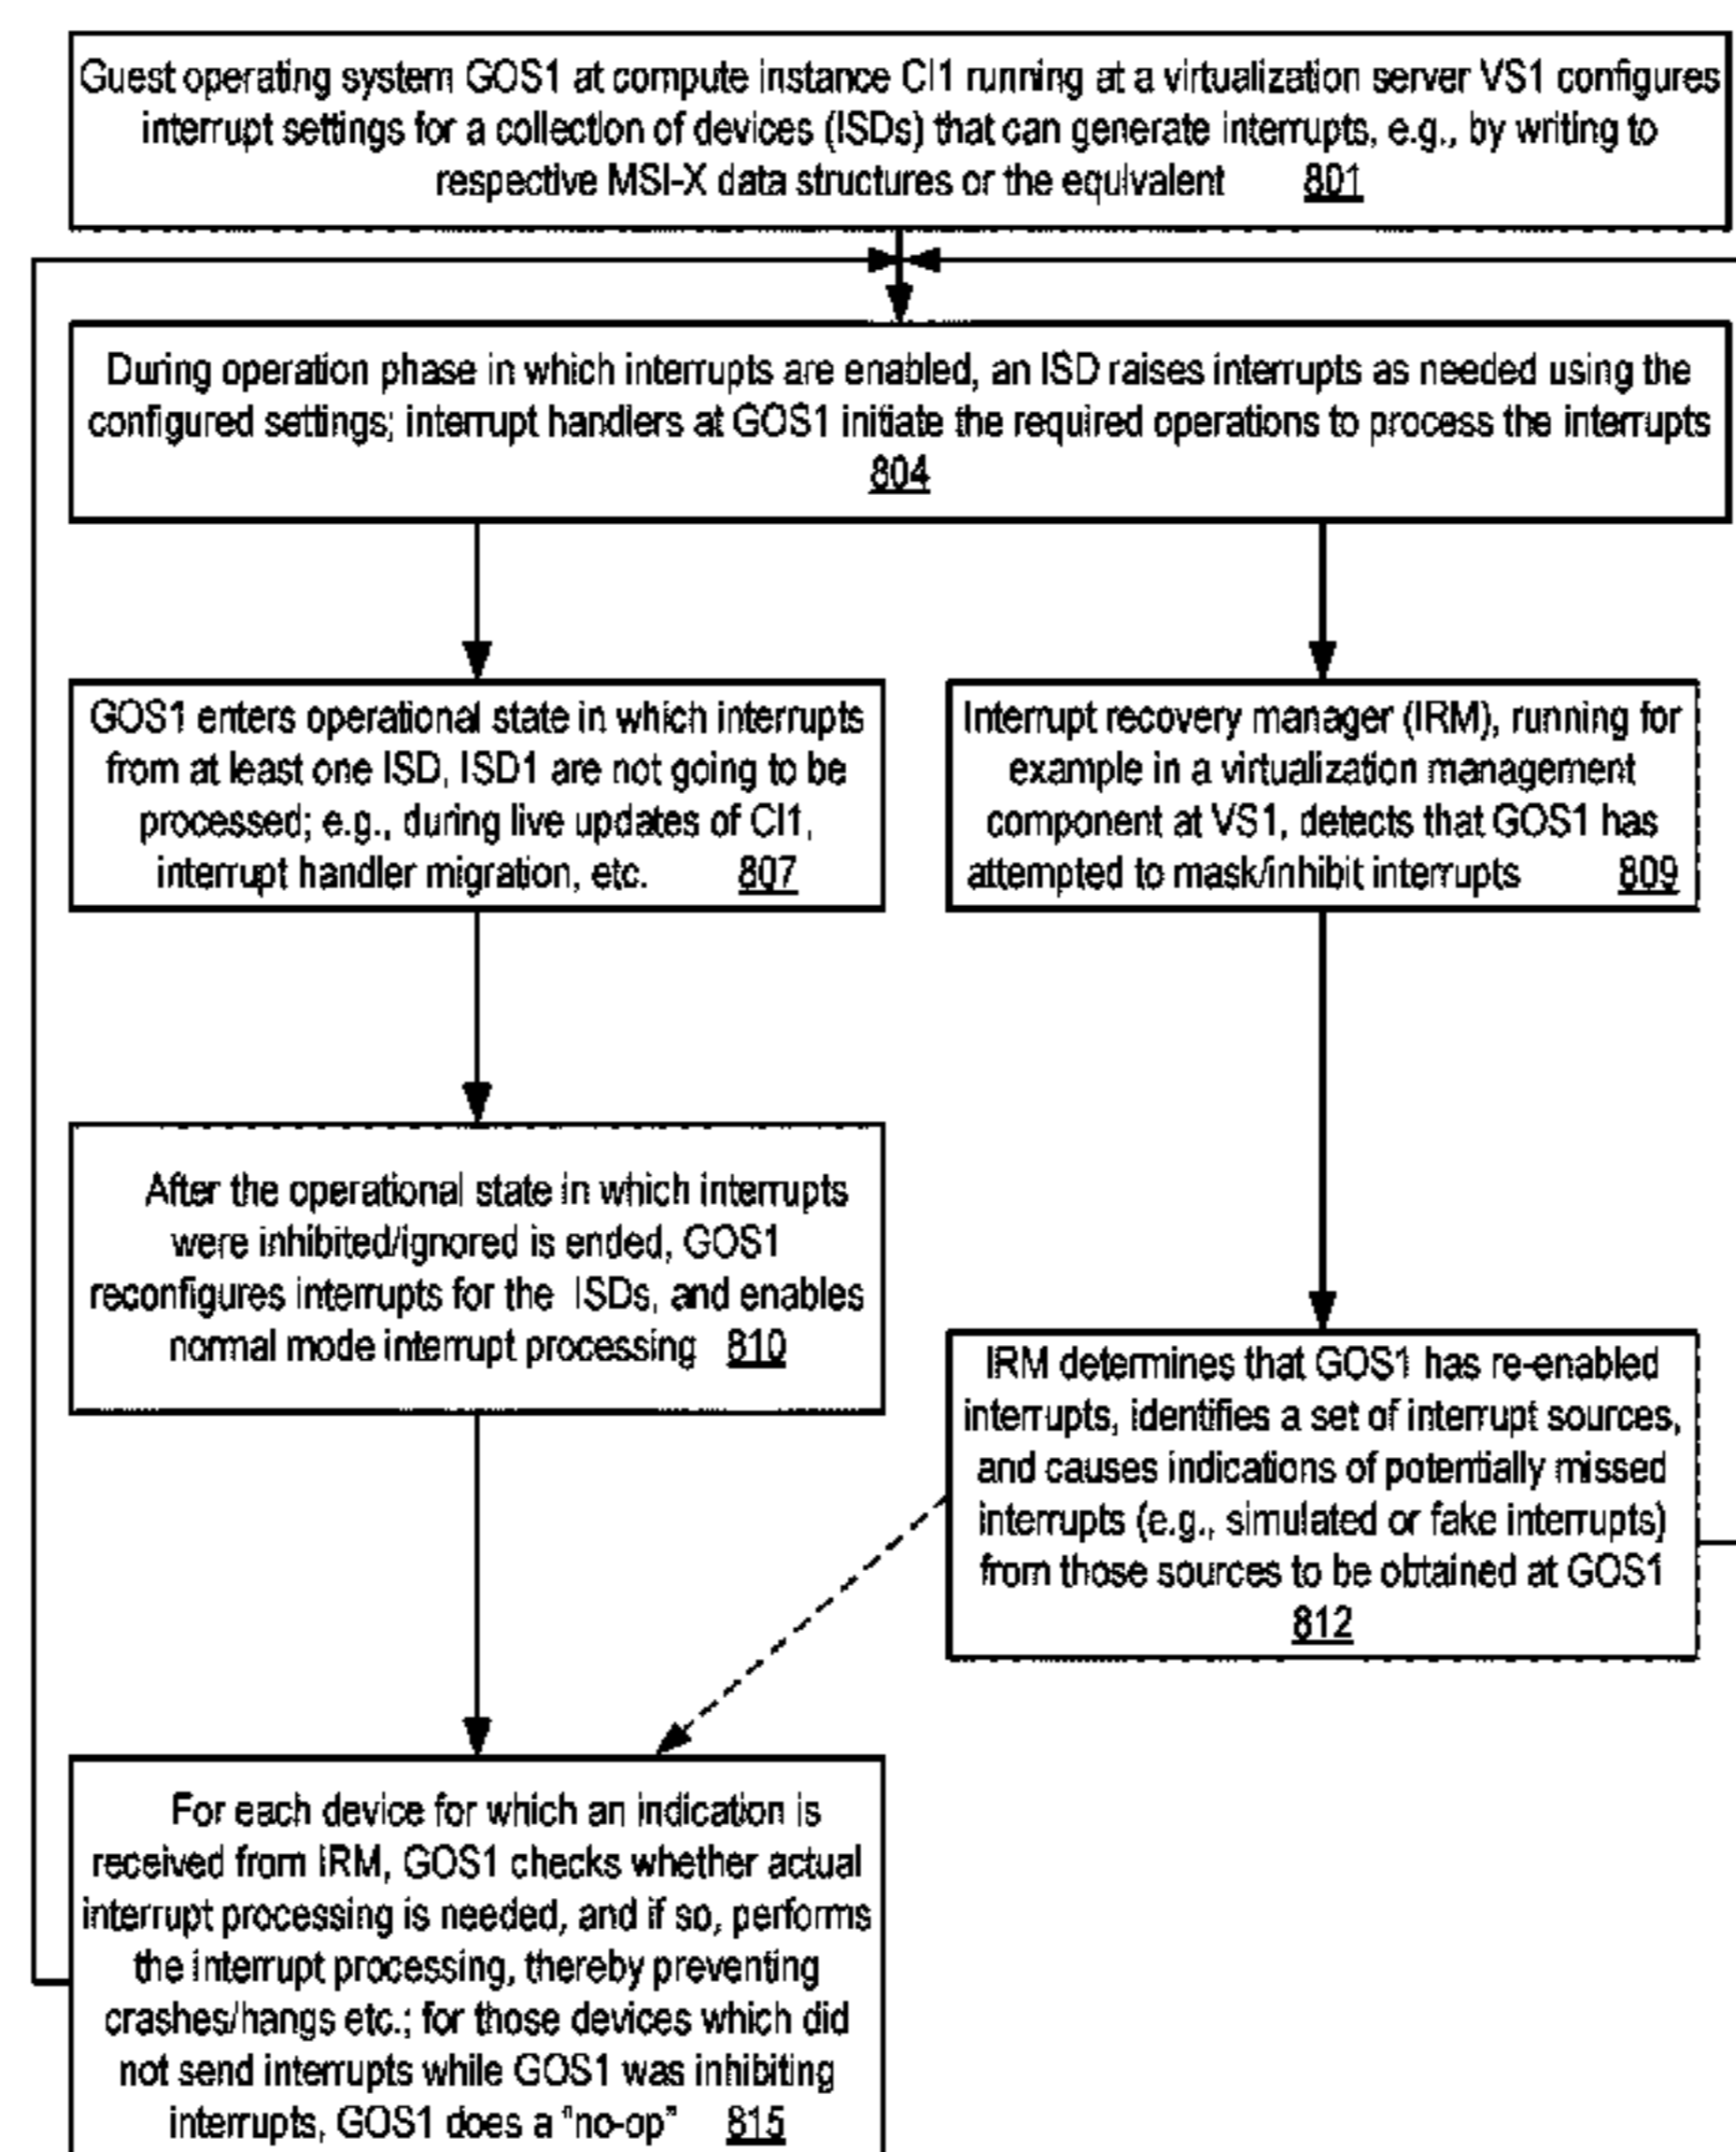 Guest operating system GOS1 at compute instance CI1 running at a virtualization server VS1 configures
interrupt settings for a collection of devices (ISDs) that can generate interrupts, e.g., by writing to
respective MSI-X data structures or the equivalent 801
During operation phase in which interrupts are enabled, an ISD raises interrupts as needed using the
configured settings; interrupt handlers at GOS1 initiate the required operations to process the interrupts
804
GOS1 enters operational state in which interrupts
from at least one ISD, ISD1 are not going to be
processed; e.g., during live updates of CI1,
interrupt handler migration, etc. 807
Interrupt recovery manager (IRM), running for
example in a virtualization management
component at VS1, detects that GOS1 has
attempted to mask/inhibit interrupts 809
After the operational state in which interrupts
were inhibited/ignored is ended, GOS1
reconfigures interrupts for the ISDs, and enables
normal mode interrupt processing 810
IRM determines that GOS1 has re-enabled
interrupts, identifies a set of interrupt sources,
and causes indications of potentially missed
interrupts (e.g., simulated or fake interrupts)
from those sources to be obtained at GOS1
812
For each device for which an indication is
received from IRM, GOS1 checks whether actual
interrupt processing is needed, and if so, performs
the interrupt processing, thereby preventing
crashes/hangs etc.; for those devices which did
not send interrupts while GOS1 was inhibiting
interrupts, GOS1 does a "no-op" 815